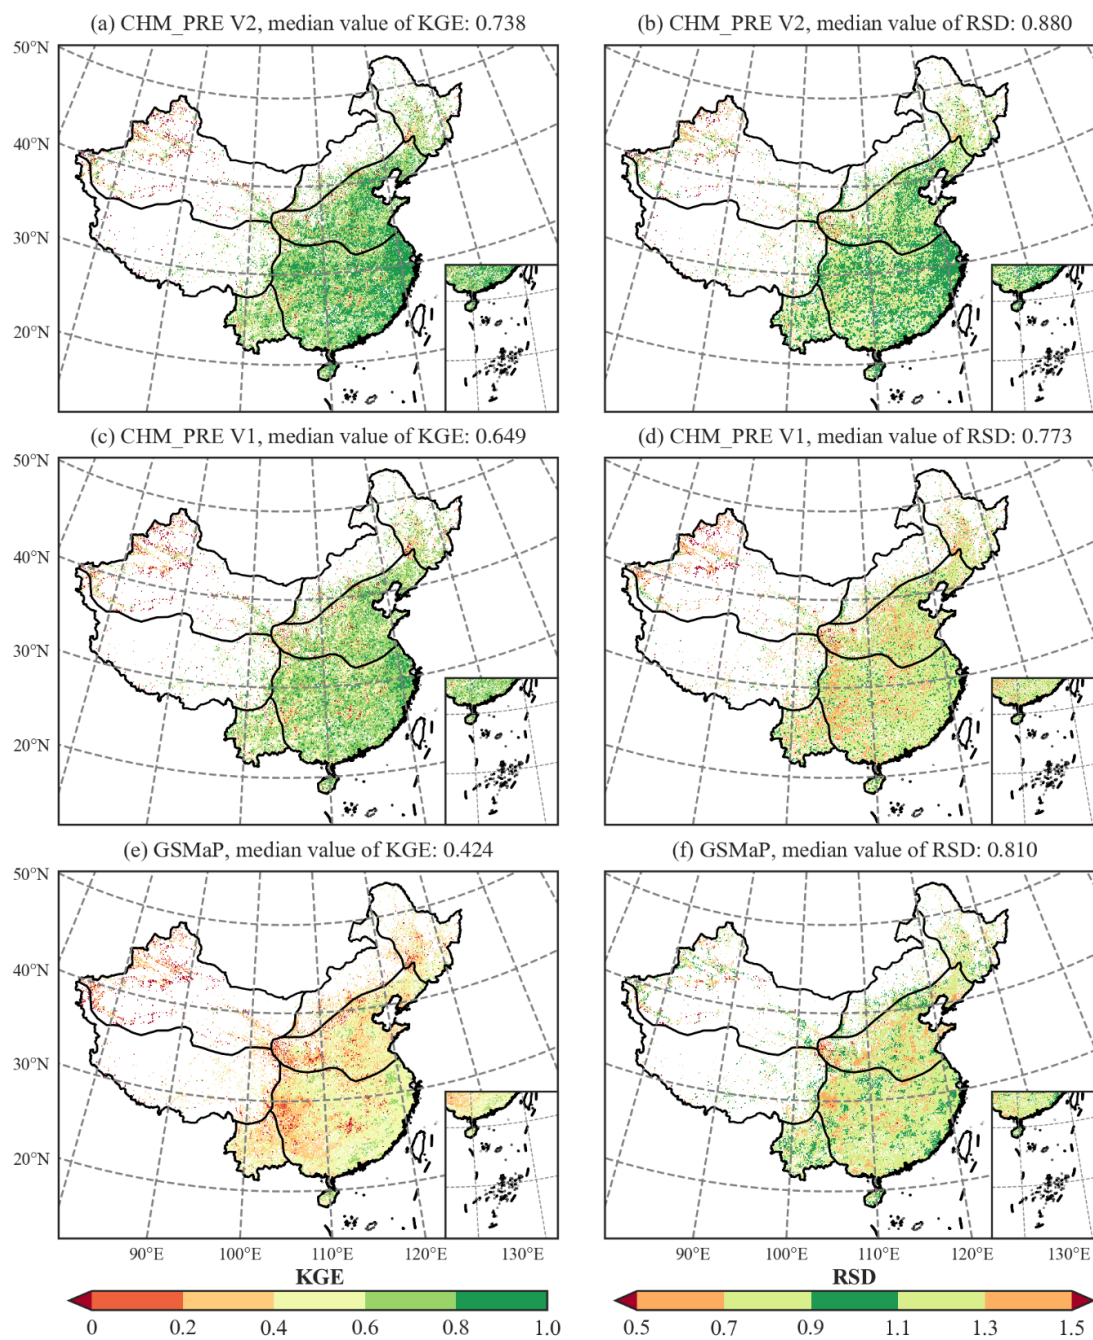 (a) CHM_PRE V2, median value of KGE: 0.738
(b) CHM_PRE V2, median value of RSD: 0.880
50°N
40°N
30°N
20°N
(c) CHM_PRE V1, median value of KGE: 0.649
(d) CHM_PRE V1, median value of RSD: 0.773
50°N
40°N
30°N
20°N
(e) GSMaP, median value of KGE: 0.424
(f) GSMaP, median value of RSD: 0.810
50°N
40°N
30°N
20°N
90°E 100°E 110°E 120°E 130°E
90°E 100°E 110°E 120°E 130°E
KGE
RSD
0 0.2 0.4 0.6 0.8 1.0
0.5 0.7 0.9 1.1 1.3 1.5